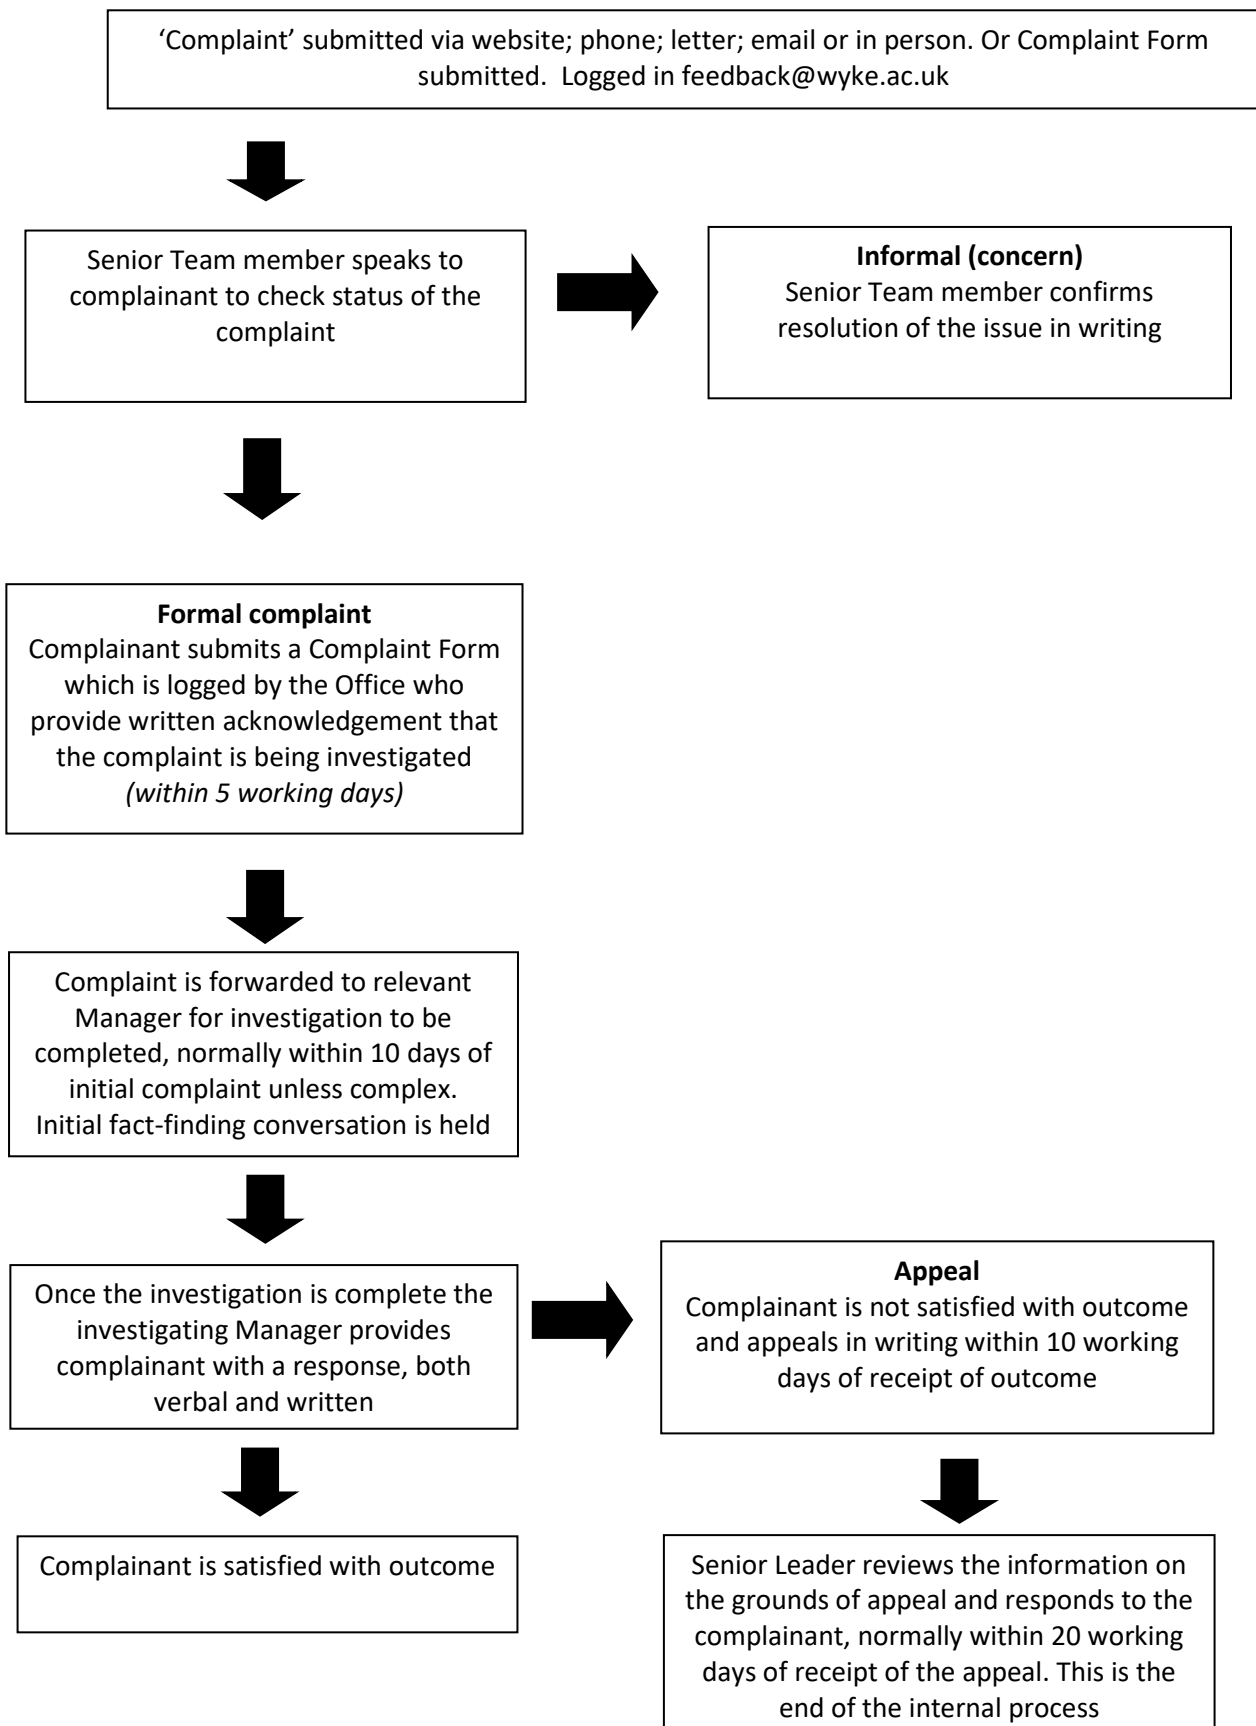 ‘Complaint’ submitted via website; phone; letter; email or in person. Or Complaint Form
submitted.  Logged in feedback@wyke.ac.uk
Senior Team member speaks to
complainant to check status of the
complaint
Informal (concern)
Senior Team member confirms
resolution of the issue in writing
Formal complaint
Complainant submits a Complaint Form
which is logged by the Office who
provide written acknowledgement that
the complaint is being investigated
(within 5 working days)
Complaint is forwarded to relevant
Manager for investigation to be
completed, normally within 10 days of
initial complaint unless complex.
Initial fact-finding conversation is held
Once the investigation is complete the
investigating Manager provides
complainant with a response, both
verbal and written
Appeal
Complainant is not satisfied with outcome
and appeals in writing within 10 working
days of receipt of outcome
Complainant is satisfied with outcome
Senior Leader reviews the information on
the grounds of appeal and responds to the
complainant, normally within 20 working
days of receipt of the appeal. This is the
end of the internal process